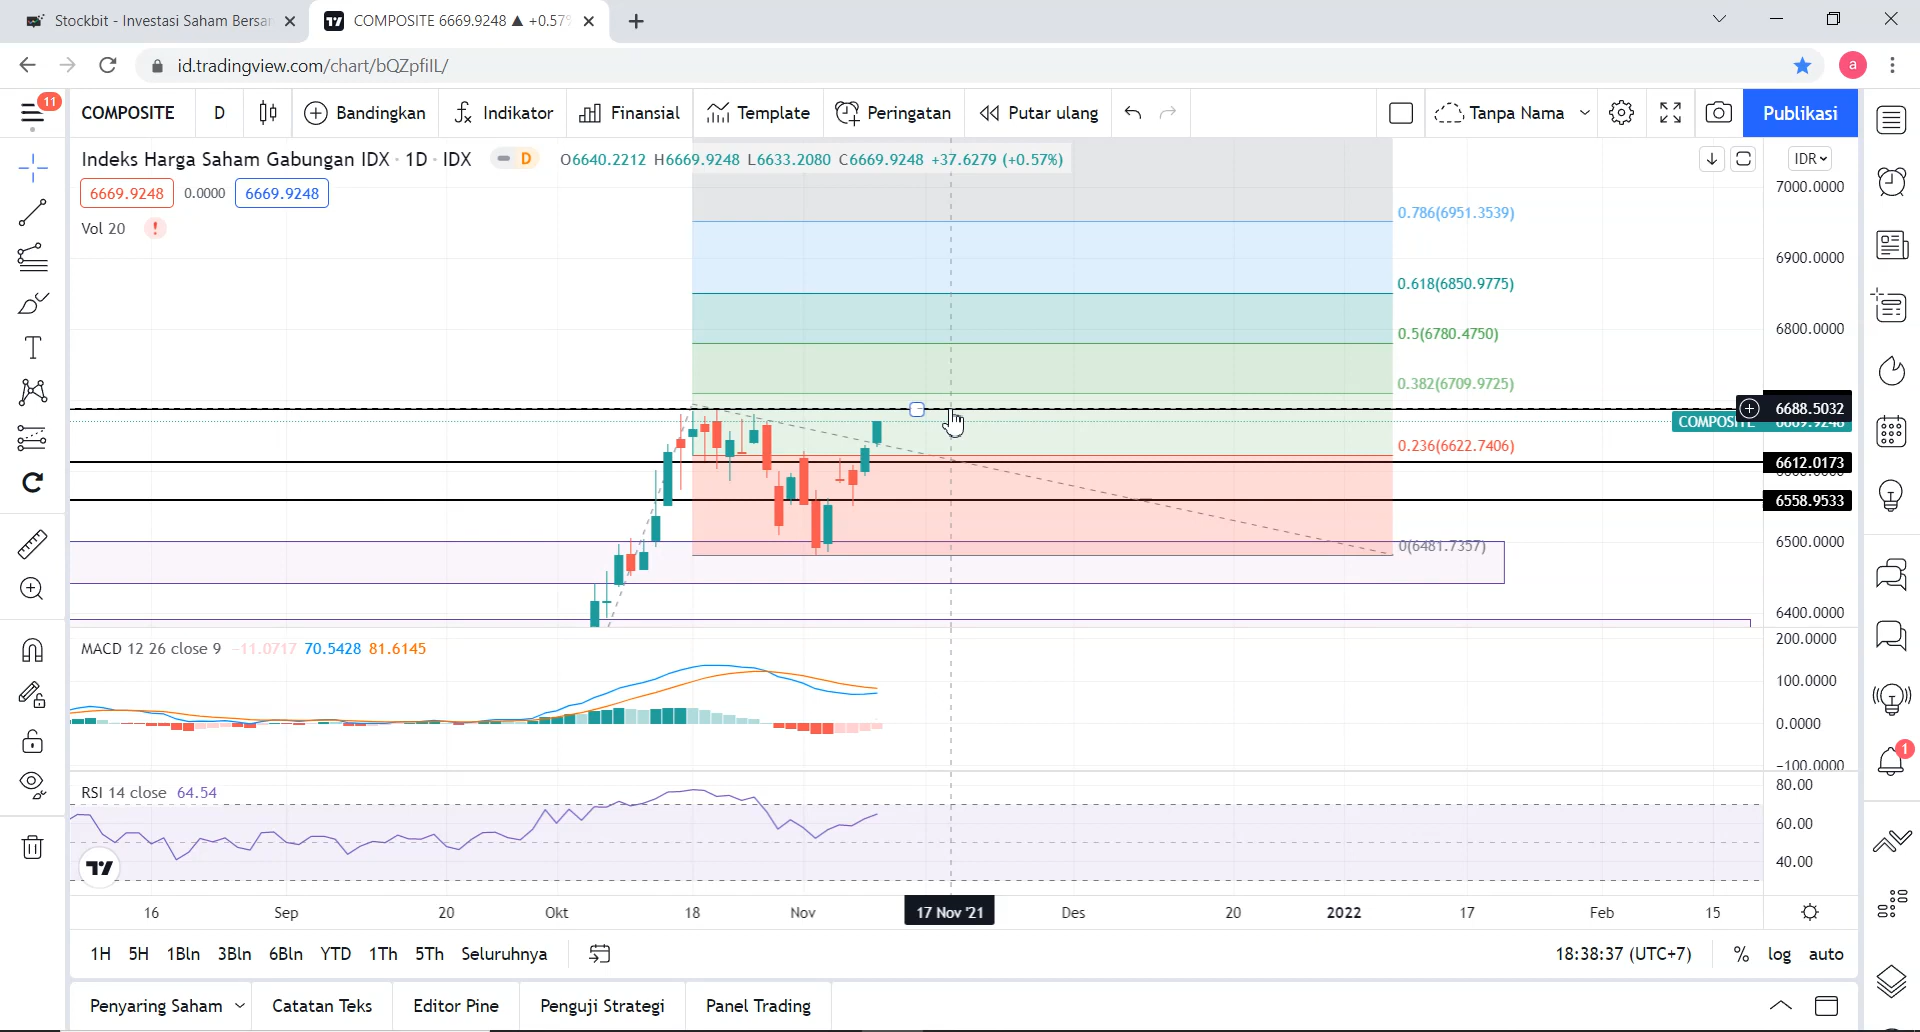 Stockbit - Investasi Saham Bersa
COMPOSITE 6669.9248 ▲ +0.57%
id.tradingview.com/chart/bQZpfiIL/
a
11
COMPOSITE
D
Bandingkan
Indikator
Finansial
Template
Peringatan
Putar ulang
Tanpa Nama
Publikasi
Indeks Harga Saham Gabungan IDX · 1D · IDX
D
O6640.2212 H6669.9248 L6633.2080 C6669.9248 +37.6279 (+0.57%)
IDR
6669.9248 0.0000 6669.9248
Vol 20 !
7000.0000
0.786(6951.3539)
6900.0000
0.618(6850.9775)
6800.0000
0.5(6780.4750)
0.382(6709.9725)
6688.5032
COMPOSITE 6669.9248
0.236(6622.7406)
6612.0173
6558.9533
6500.0000
0(6481.7357)
6400.0000
MACD 12 26 close 9 −11.0717 70.5428 81.6145
200.0000
100.0000
0.0000
−100.0000
RSI 14 close 64.54
80.00
60.00
40.00
16 Sep 20 Okt 18 Nov 17 Nov '21 Des 20 2022 17 Feb 15
1H 5H 1Bln 3Bln 6Bln YTD 1Th 5Th Seluruhnya
18:38:37 (UTC+7) % log auto
Penyaring Saham Catatan Teks Editor Pine Penguji Strategi Panel Trading
1